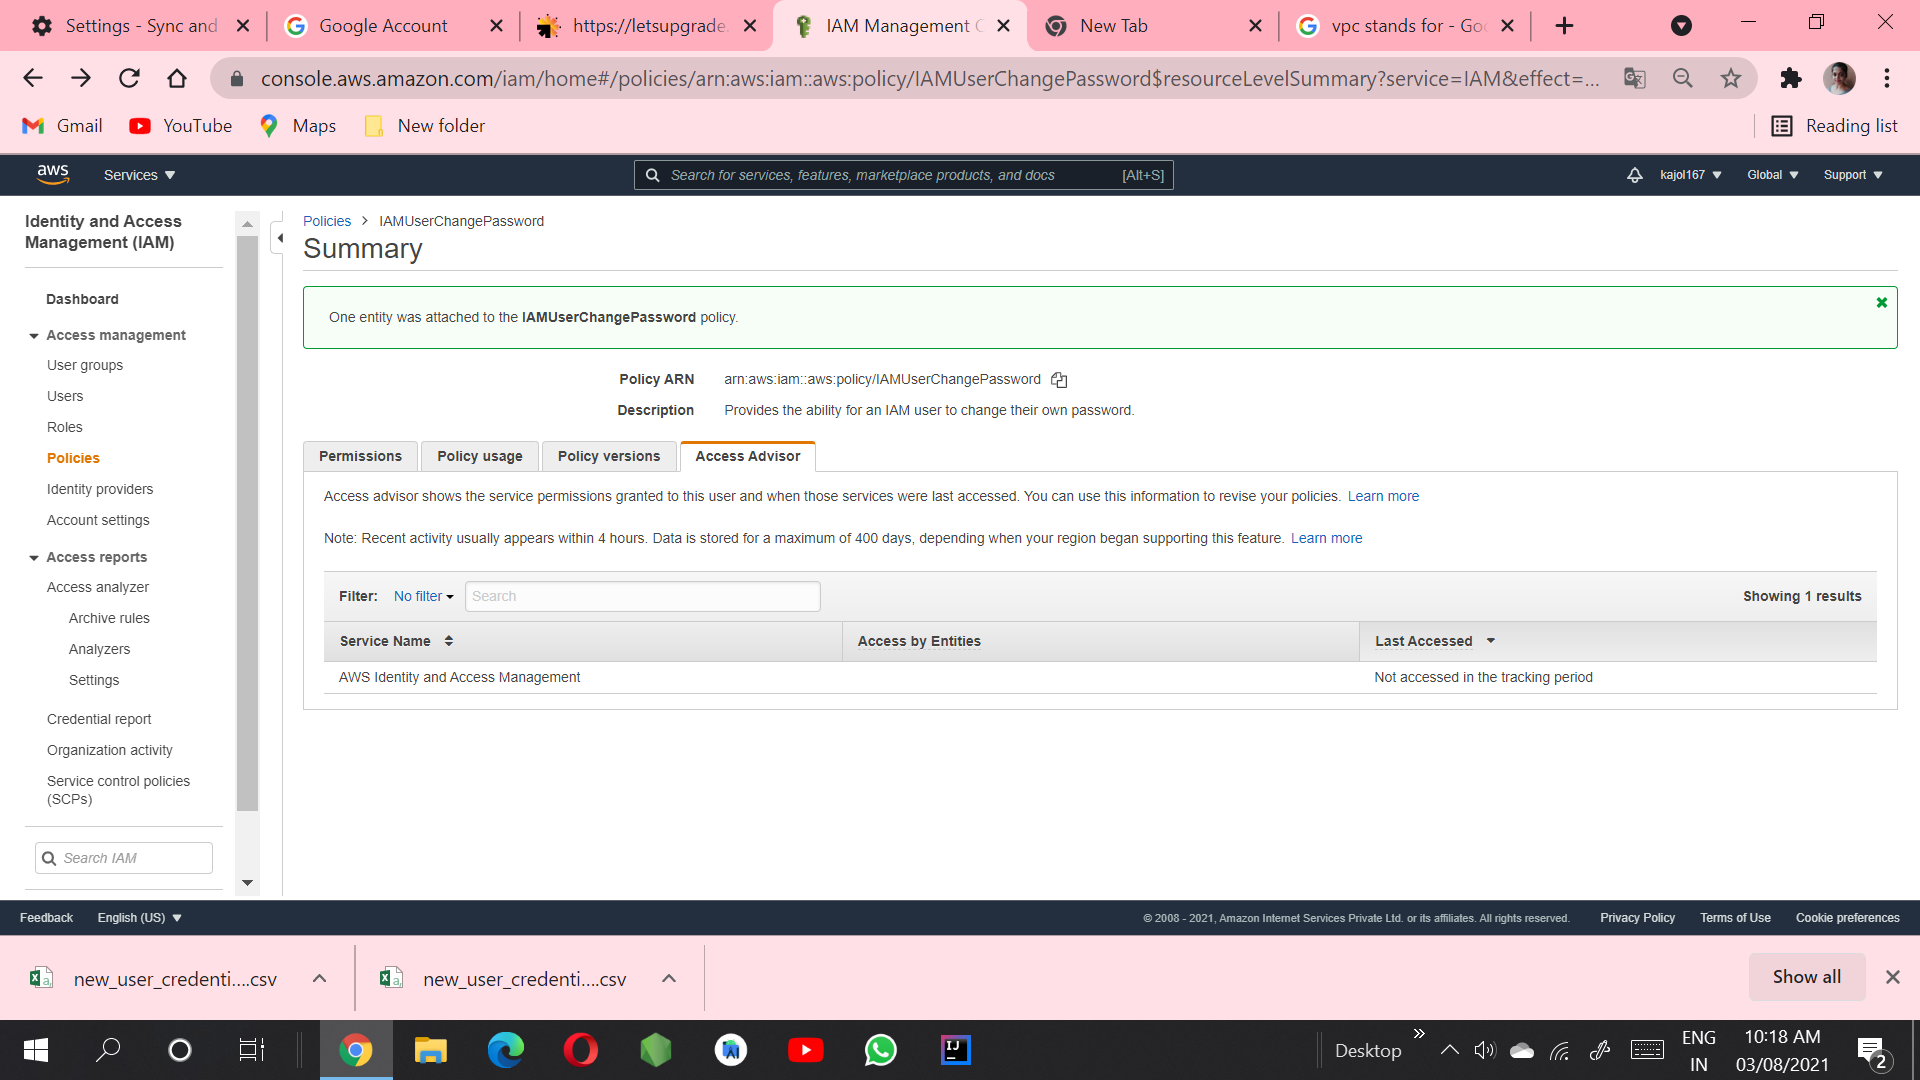 Settings - Sync and
Google Account
https://letsupgrade.
IAM Management C
New Tab
vpc stands for - Goo
console.aws.amazon.com/iam/home#/policies/arn:aws:iam::aws:policy/IAMUserChangePassword$resourceLevelSummary?service=IAM&effect=...
Gmail
YouTube
Maps
New folder
Reading list
aws
Services
Search for services, features, marketplace products, and docs
[Alt+S]
kajol167
Global
Support
Identity and Access
Management (IAM)
Dashboard
Access management
User groups
Users
Roles
Policies
Identity providers
Account settings
Access reports
Access analyzer
Archive rules
Analyzers
Settings
Credential report
Organization activity
Service control policies
(SCPs)
Search IAM
Policies > IAMUserChangePassword
Summary
One entity was attached to the IAMUserChangePassword policy.
Policy ARN arn:aws:iam::aws:policy/IAMUserChangePassword
Description Provides the ability for an IAM user to change their own password.
Permissions
Policy usage
Policy versions
Access Advisor
Access advisor shows the service permissions granted to this user and when those services were last accessed. You can use this information to revise your policies. Learn more
Note: Recent activity usually appears within 4 hours. Data is stored for a maximum of 400 days, depending when your region began supporting this feature. Learn more
Filter: No filter
Search
Showing 1 results
Service Name
Access by Entities
Last Accessed
AWS Identity and Access Management
Not accessed in the tracking period
Feedback
English (US)
© 2008 - 2021, Amazon Internet Services Private Ltd. or its affiliates. All rights reserved.
Privacy Policy
Terms of Use
Cookie preferences
new_user_credenti....csv
new_user_credenti....csv
Show all
Desktop
ENG
IN
10:18 AM
03/08/2021
2